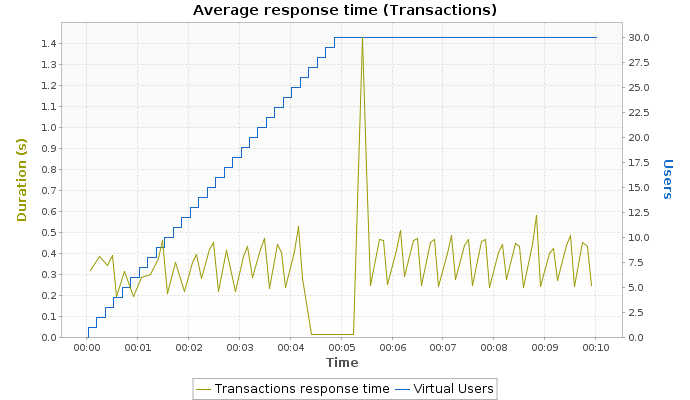 Average response time (Transactions)
1.4 30.0
1.3 27.5
1.2 25.0
1.1 22.5
1.0 20.0
0.9 17.5
0.8 15.0
0.7 12.5
0.6 10.0
0.5 7.5
0.4 5.0
0.3 2.5
0.2 0.0
0.1
0.0
Duration (s)
Users
00:00 00:01 00:02 00:03 00:04 00:05 00:06 00:07 00:08 00:09 00:10
Time
Transactions response time Virtual Users